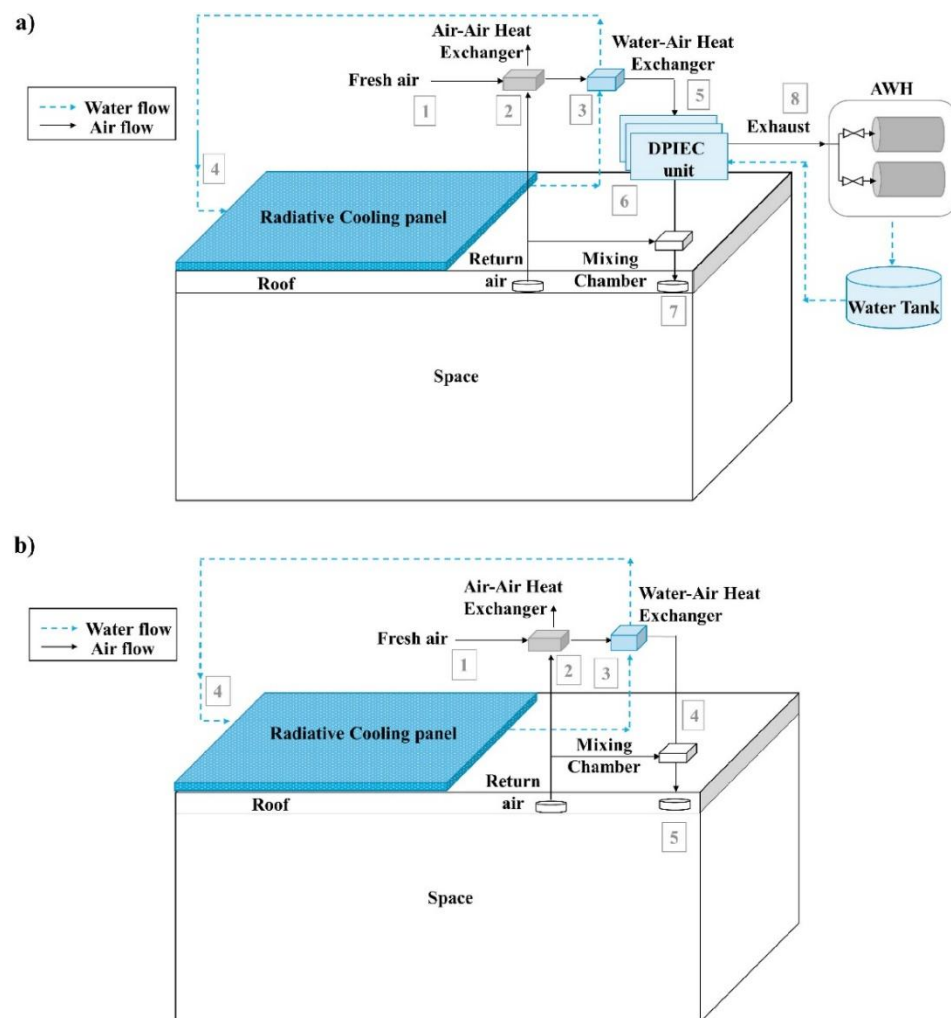 a)
Air-Air Heat
Exchanger
Water-Air Heat
Exchanger
Fresh air
1
2
3
5
8
AWH
Water flow
Air flow
Exhaust
DPIEC
unit
4
6
Radiative Cooling panel
Return
air
Mixing
Chamber
Roof
7
Water Tank
Space
b)
Air-Air Heat
Exchanger
Water-Air Heat
Exchanger
Water flow
Air flow
Fresh air
1
2
3
4
4
Radiative Cooling panel
Mixing
Chamber
Return
air
Roof
5
Space